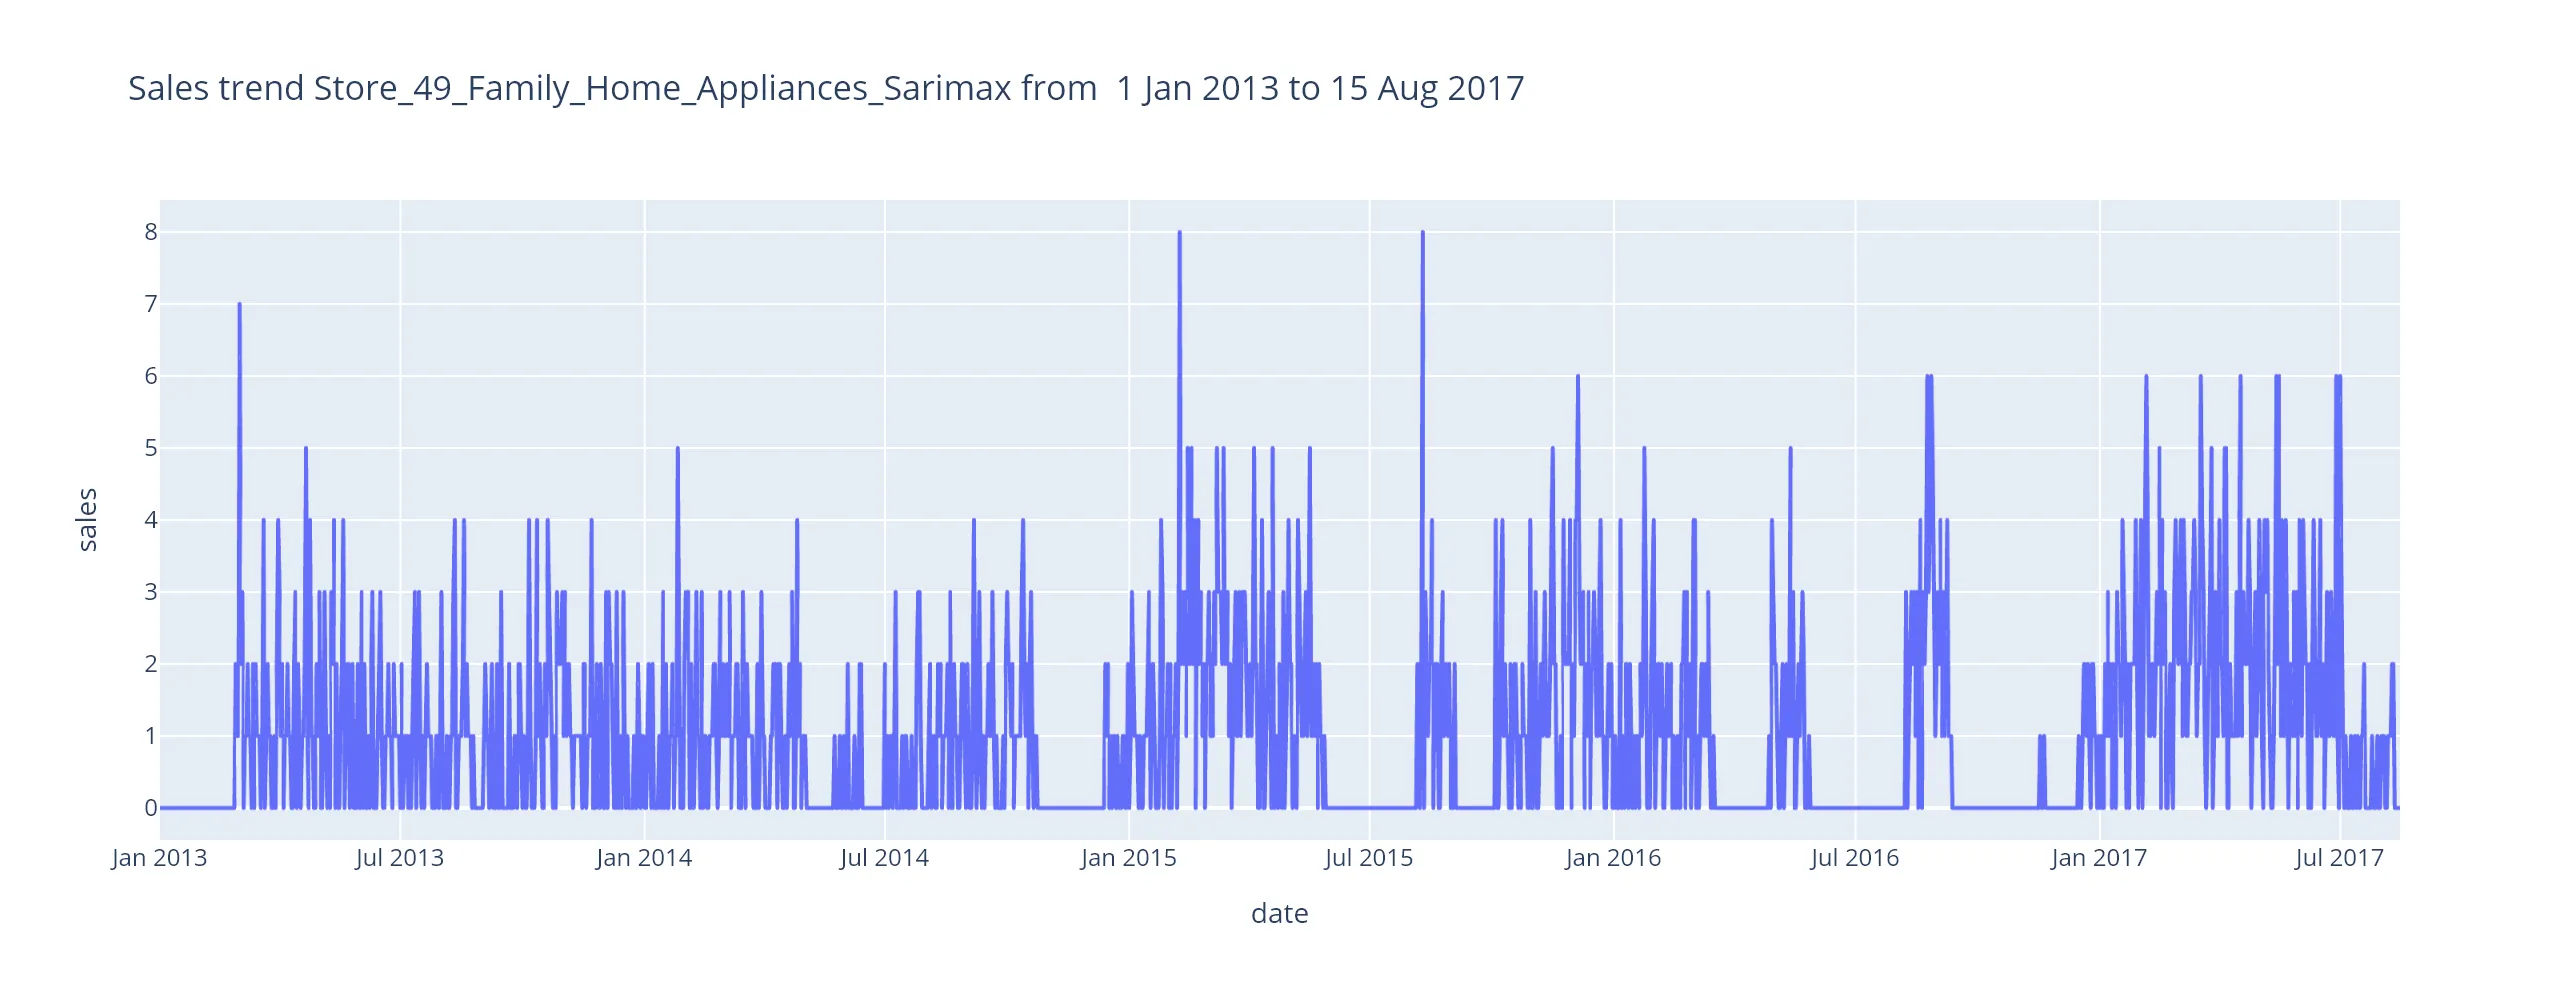 Sales trend Store_49_Family_Home_Appliances_Sarimax from  1 Jan 2013 to 15 Aug 2017
8
7
6
5
4
3
2
1
0
sales
Jan 2013 Jul 2013 Jan 2014 Jul 2014 Jan 2015 Jul 2015 Jan 2016 Jul 2016 Jan 2017 Jul 2017
date